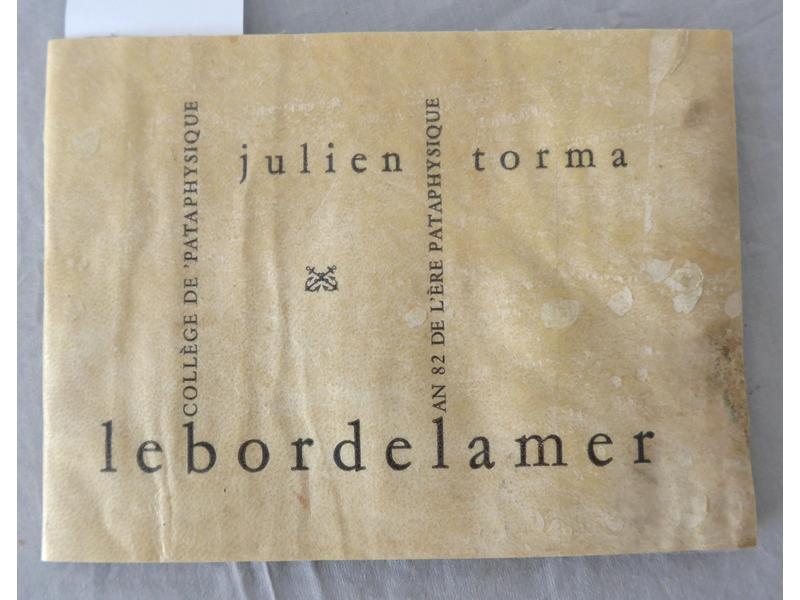 julien torma
COLLÈGE DE 'PATAPHYSIQUE
AN 82 DE L'ÈRE PATAPHYSIQUE
lebordelamer